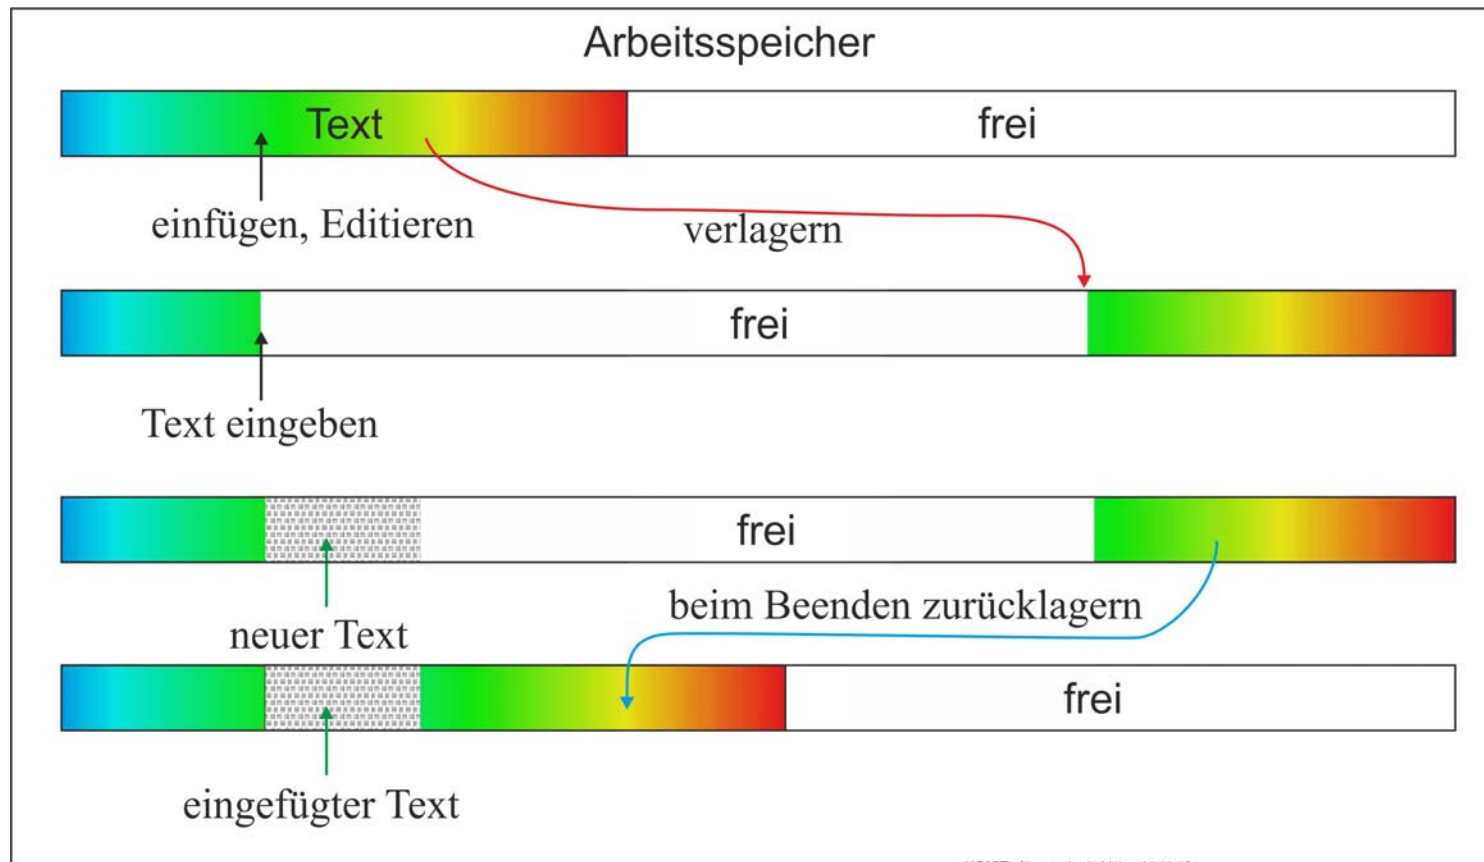 Arbeitsspeicher
Text
frei
einfügen, Editieren
verlagern
frei
Text eingeben
frei
beim Beenden zurücklagern
neuer Text
frei
eingefügter Text